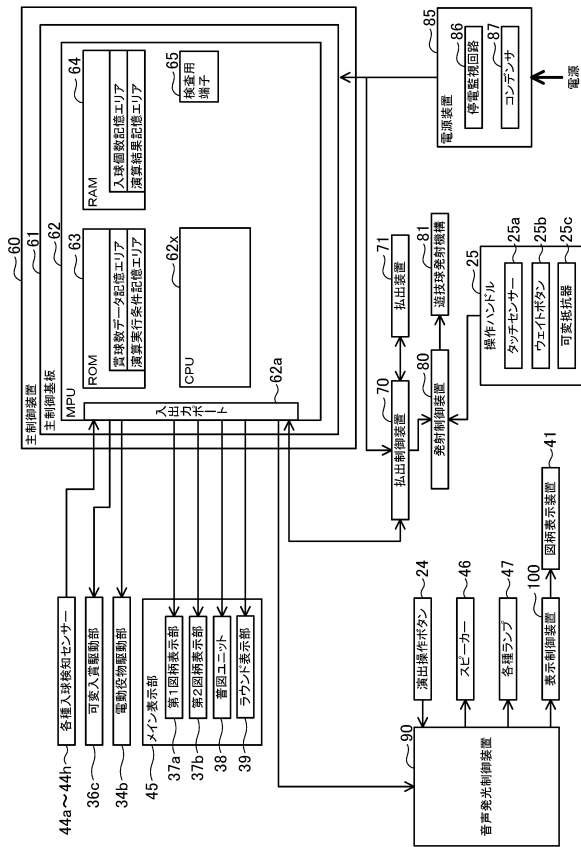 60
主制御装置
61
主制御基板
62
MPU
63
ROM
賞球数データ記憶エリア
演算実行条件記憶エリア
64
RAM
入球個数記憶エリア
演算結果記憶エリア
62x
CPU
65
検査用
端子
62a
入出力ポート
44a～44h
各種入球検知センサー
36c
可変入賞駆動部
34b
電動役物駆動部
45
メイン表示部
37a
第1図柄表示部
37b
第2図柄表示部
38
普図ユニット
39
ラウンド表示部
70
払出制御装置
71
払出装置
80
発射制御装置
81
遊技球発射機構
85
電源装置
86
停電監視回路
87
コンデンサ
電源
25
操作ハンドル
タッチセンサー
25a
ウェイトボタン
25b
可変抵抗器
25c
90
音声発光制御装置
24
演出操作ボタン
46
スピーカー
47
各種ランプ
100
表示制御装置
41
図柄表示装置